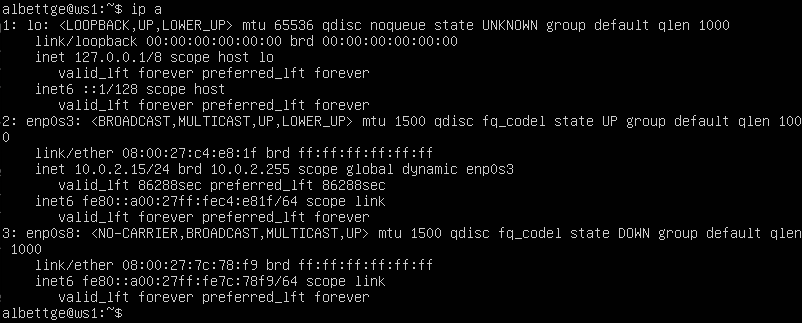 albettge@ws1:~$ ip a
1: lo: <LOOPBACK,UP,LOWER_UP> mtu 65536 qdisc noqueue state UNKNOWN group default qlen 1000
    link/loopback 00:00:00:00:00:00 brd 00:00:00:00:00:00
    inet 127.0.0.1/8 scope host lo
       valid_lft forever preferred_lft forever
    inet6 ::1/128 scope host
       valid_lft forever preferred_lft forever
2: enp0s3: <BROADCAST,MULTICAST,UP,LOWER_UP> mtu 1500 qdisc fq_codel state UP group default qlen 100
0
    link/ether 08:00:27:c4:e8:1f brd ff:ff:ff:ff:ff:ff
    inet 10.0.2.15/24 brd 10.0.2.255 scope global dynamic enp0s3
       valid_lft 86288sec preferred_lft 86288sec
    inet6 fe80::a00:27ff:fec4:e81f/64 scope link
       valid_lft forever preferred_lft forever
3: enp0s8: <NO-CARRIER,BROADCAST,MULTICAST,UP> mtu 1500 qdisc fq_codel state DOWN group default qlen
 1000
    link/ether 08:00:27:7c:78:f9 brd ff:ff:ff:ff:ff:ff
    inet6 fe80::a00:27ff:fe7c:78f9/64 scope link
       valid_lft forever preferred_lft forever
albettge@ws1:~$